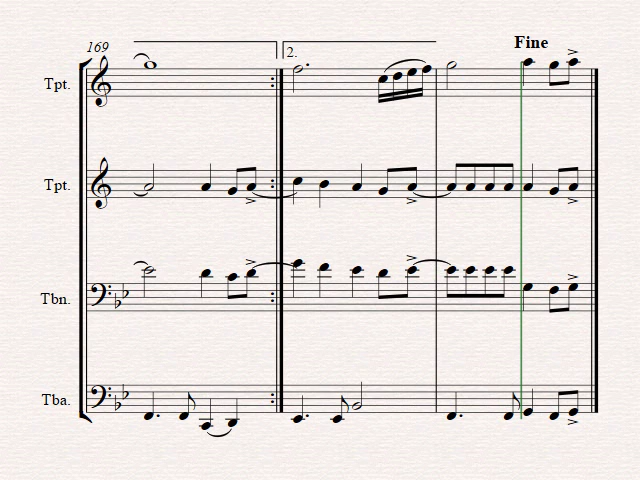 Fine
169
2.
Tpt.
Tpt.
Tbn.
Tba.